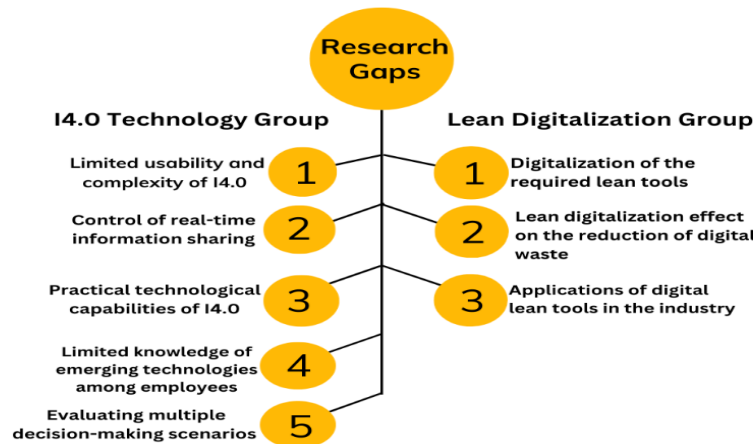 Research
Gaps
I4.0 Technology Group
Limited usability and
complexity of I4.0
1
Control of real-time
information sharing
2
Practical technological
capabilities of I4.0
3
Limited knowledge of
emerging technologies
among employees
4
Evaluating multiple
decision-making scenarios
5
Lean Digitalization Group
1
Digitalization of the
required lean tools
2
Lean digitalization effect
on the reduction of digital
waste
3
Applications of digital
lean tools in the industry